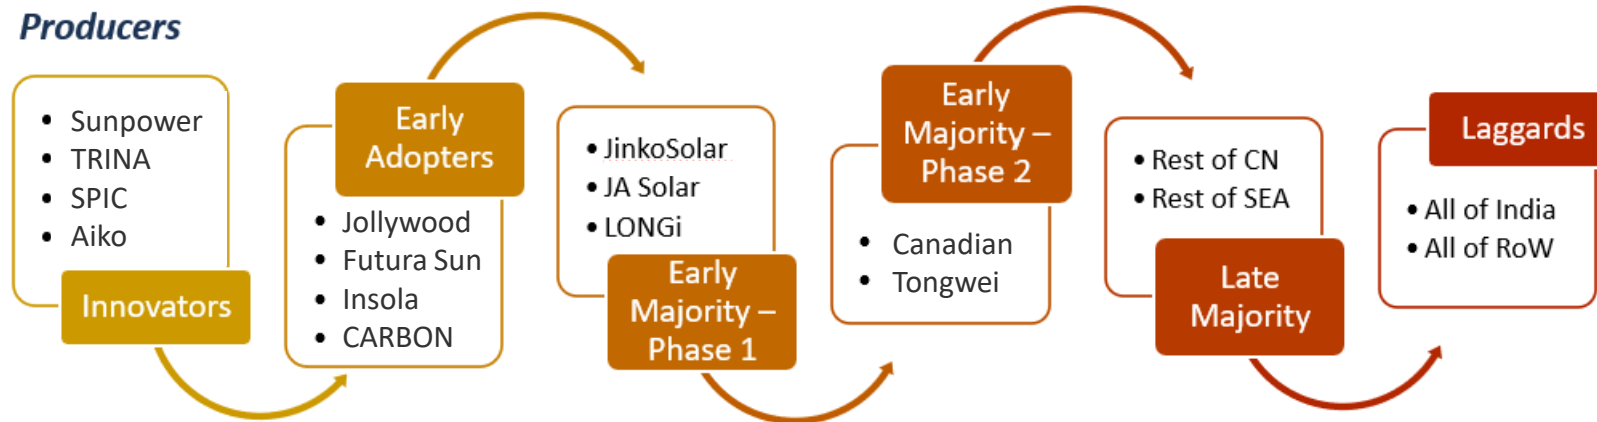 Producers
• Sunpower
• TRINA
• SPIC
• Aiko
Innovators
Early
Adopters
• Jollywood
• Futura Sun
• Insola
• CARBON
• JinkoSolar
• JA Solar
• LONGi
Early
Majority –
Phase 1
Early
Majority –
Phase 2
• Canadian
• Tongwei
• Rest of CN
• Rest of SEA
Late
Majority
Laggards
• All of India
• All of RoW